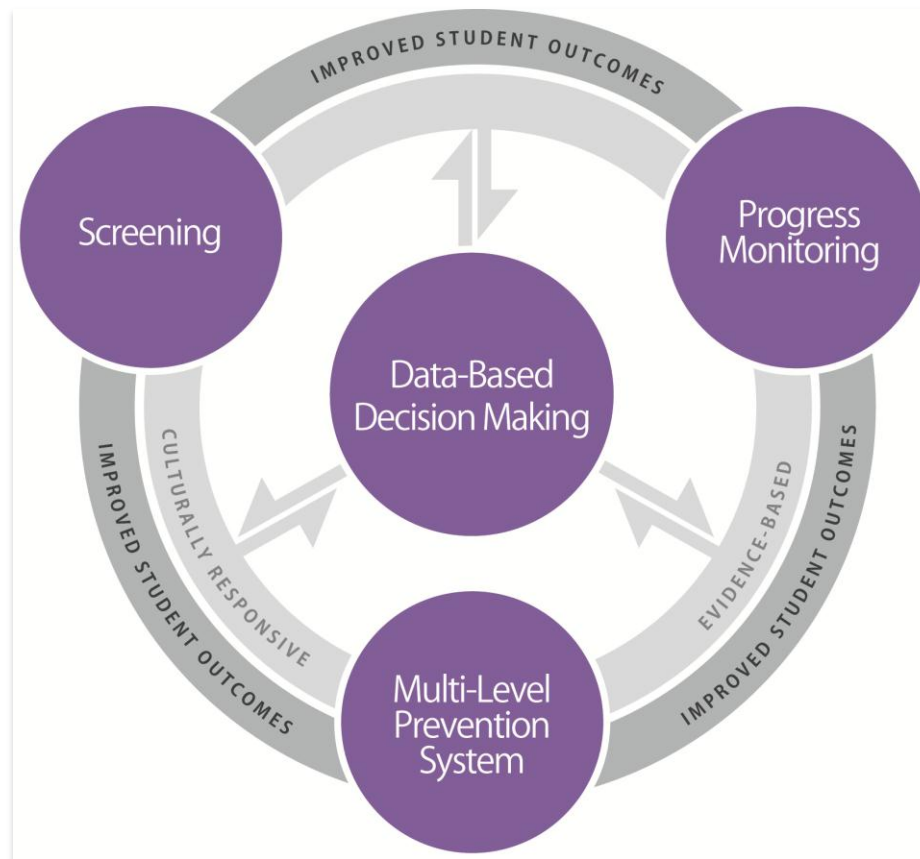 IMPROVED STUDENT OUTCOMES
Screening
Progress
Monitoring
Data-Based
Decision Making
IMPROVED STUDENT OUTCOMES
CULTURALLY RESPONSIVE
EVIDENCE-BASED
IMPROVED STUDENT OUTCOMES
Multi-Level
Prevention
System